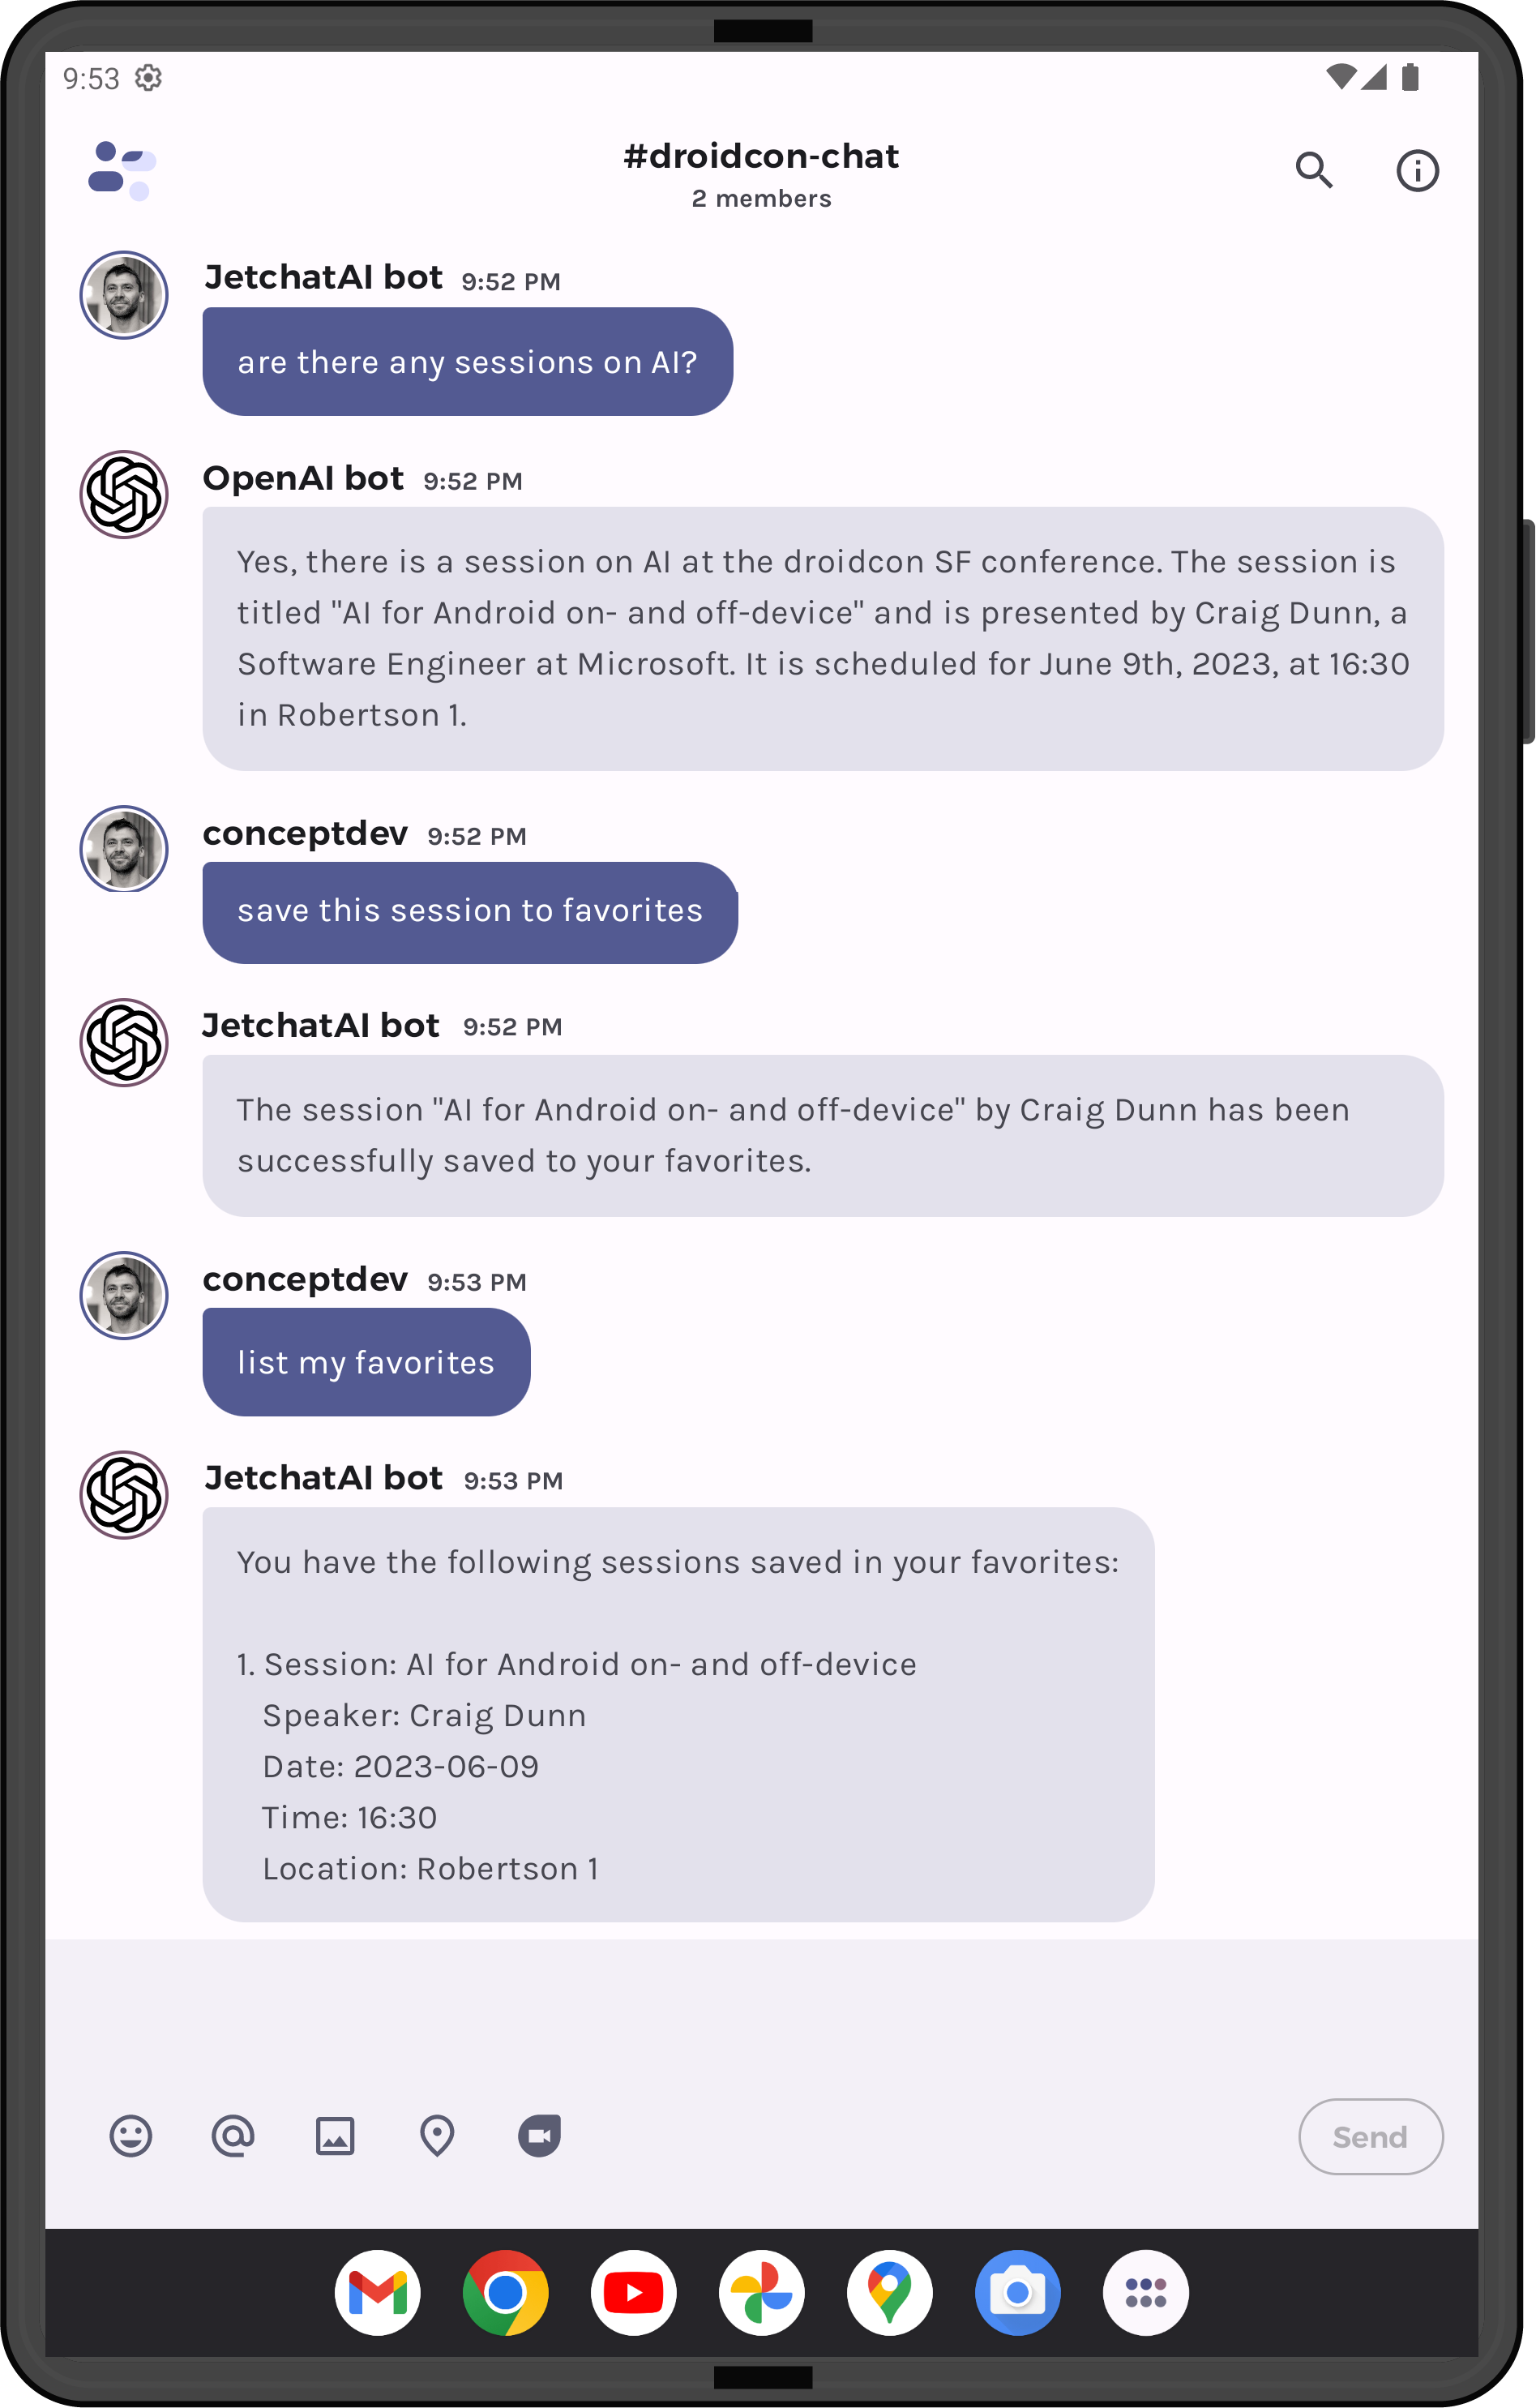 9:53
#droidcon-chat
2 members
JetchatAI bot 9:52 PM
are there any sessions on AI?
OpenAI bot 9:52 PM
Yes, there is a session on AI at the droidcon SF conference. The session is
titled "AI for Android on- and off-device" and is presented by Craig Dunn, a
Software Engineer at Microsoft. It is scheduled for June 9th, 2023, at 16:30
in Robertson 1.
conceptdev 9:52 PM
save this session to favorites
JetchatAI bot 9:52 PM
The session "AI for Android on- and off-device" by Craig Dunn has been
successfully saved to your favorites.
conceptdev 9:53 PM
list my favorites
JetchatAI bot 9:53 PM
You have the following sessions saved in your favorites:
1. Session: AI for Android on- and off-device
Speaker: Craig Dunn
Date: 2023-06-09
Time: 16:30
Location: Robertson 1
Send